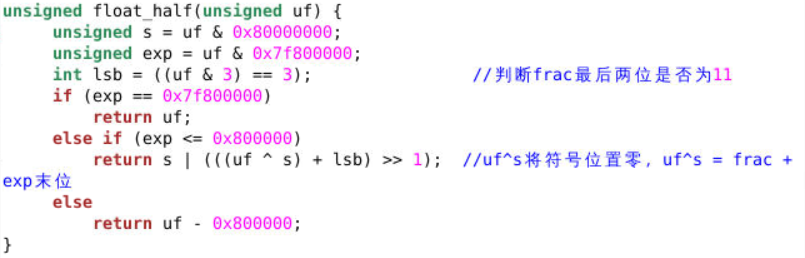 unsigned float_half(unsigned uf) {
     unsigned s = uf & 0x80000000;
     unsigned exp = uf & 0x7f800000;
     int lsb = ((uf & 3) == 3);                //判断frac最后两位是否为11
     if (exp == 0x7f800000)
         return uf;
     else if (exp <= 0x800000)
         return s | (((uf ^ s) + lsb) >> 1);  //uf^s将符号位置零，uf^s = frac +
exp末位
     else
         return uf - 0x800000;
}